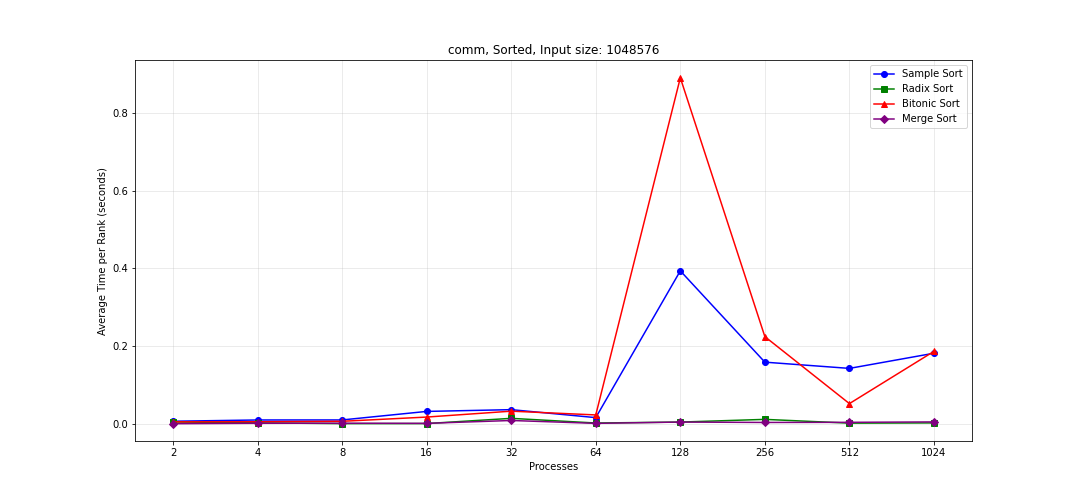 comm, Sorted, Input size: 1048576
Sample Sort
Radix Sort
Bitonic Sort
Merge Sort
Average Time per Rank (seconds)
0.8
0.6
0.4
0.2
0.0
2 4 8 16 32 64 128 256 512 1024
Processes